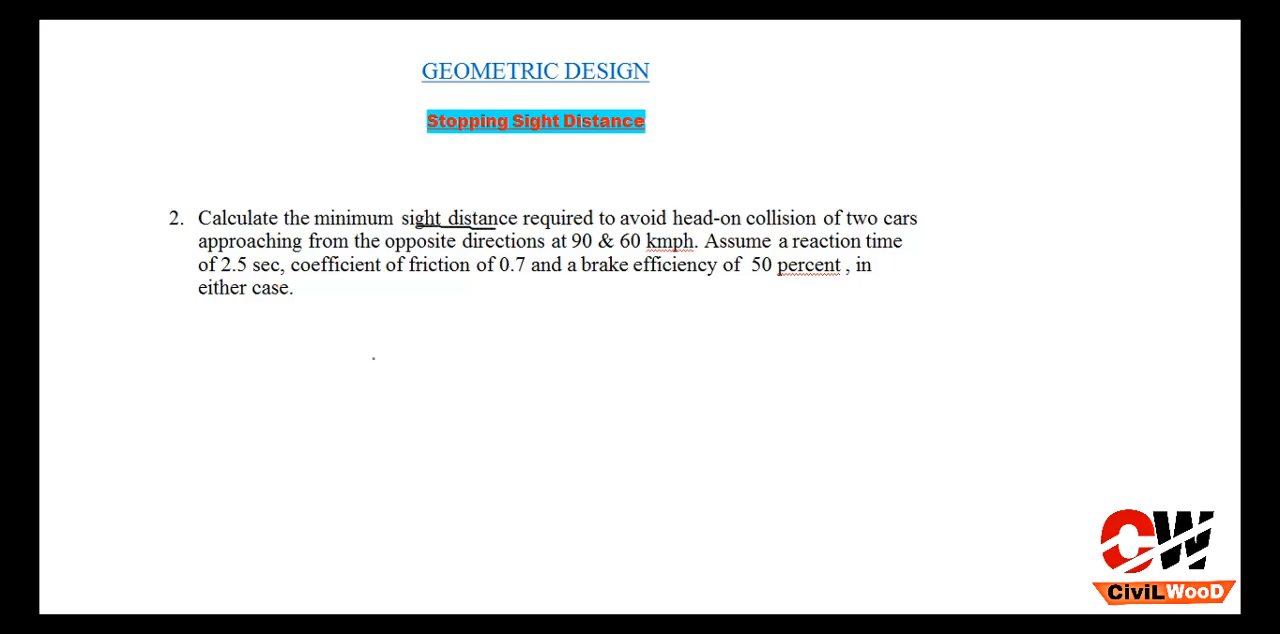 GEOMETRIC DESIGN
Stopping Sight Distance
2. Calculate the minimum sight distance required to avoid head-on collision of two cars
approaching from the opposite directions at 90 & 60 kmph. Assume a reaction time
of 2.5 sec, coefficient of friction of 0.7 and a brake efficiency of 50 percent , in
either case.
CW
CiviLWooD